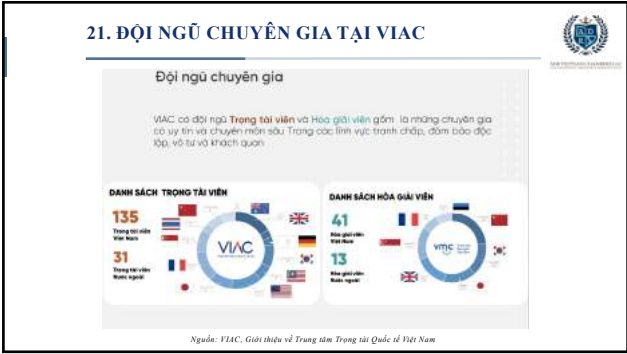 21. ĐỘI NGŨ CHUYÊN GIA TẠI VIAC
Đội ngũ chuyên gia
VIAC có đội ngũ Trọng tài viên và Hòa giải viên gồm là những chuyên gia
có uy tín và chuyên môn sâu Trong các lĩnh vực tranh chấp, đảm bảo độc
lập, vô tư và khách quan
DANH SÁCH TRỌNG TÀI VIÊN
135
Trọng tài viên
Việt Nam
31
Trọng tài viên
Nước ngoài
VIAC
DANH SÁCH HÒA GIẢI VIÊN
41
Hòa giải viên
Việt Nam
13
Hòa giải viên
Nước ngoài
vmc
Nguồn: VIAC, Giới thiệu về Trung tâm Trọng tài Quốc tế Việt Nam